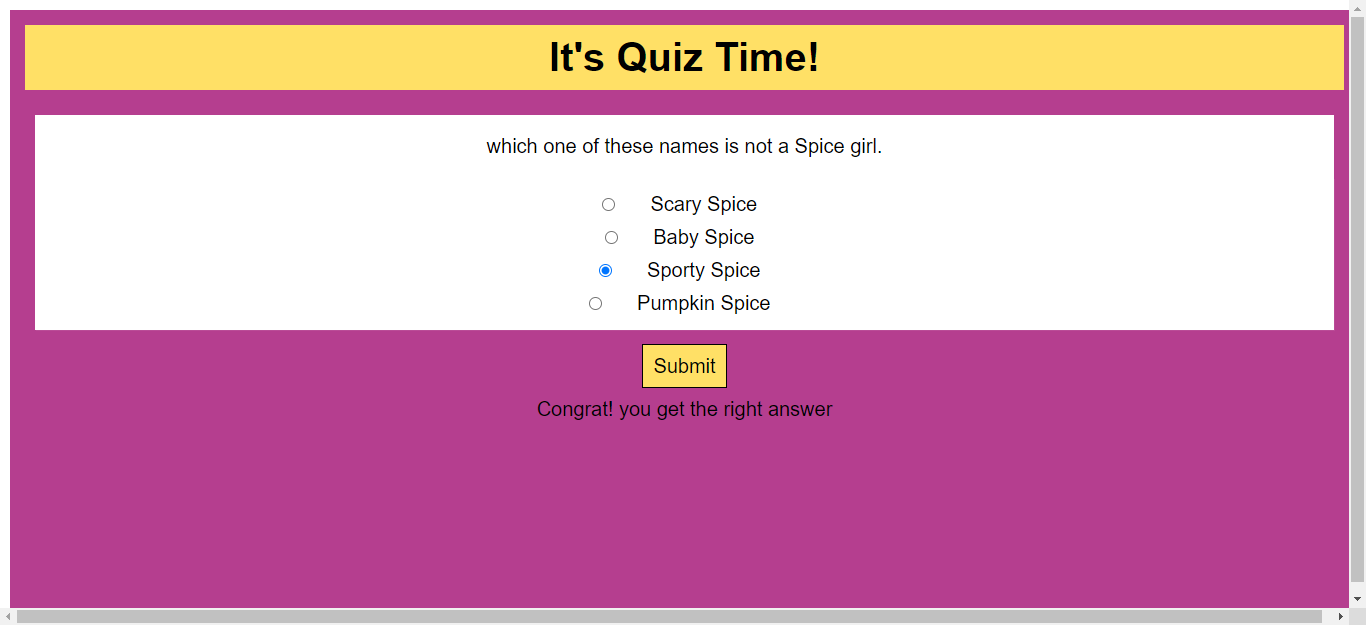 It's Quiz Time!
which one of these names is not a Spice girl.
Scary Spice
Baby Spice
Sporty Spice
Pumpkin Spice
Submit
Congrat! you get the right answer